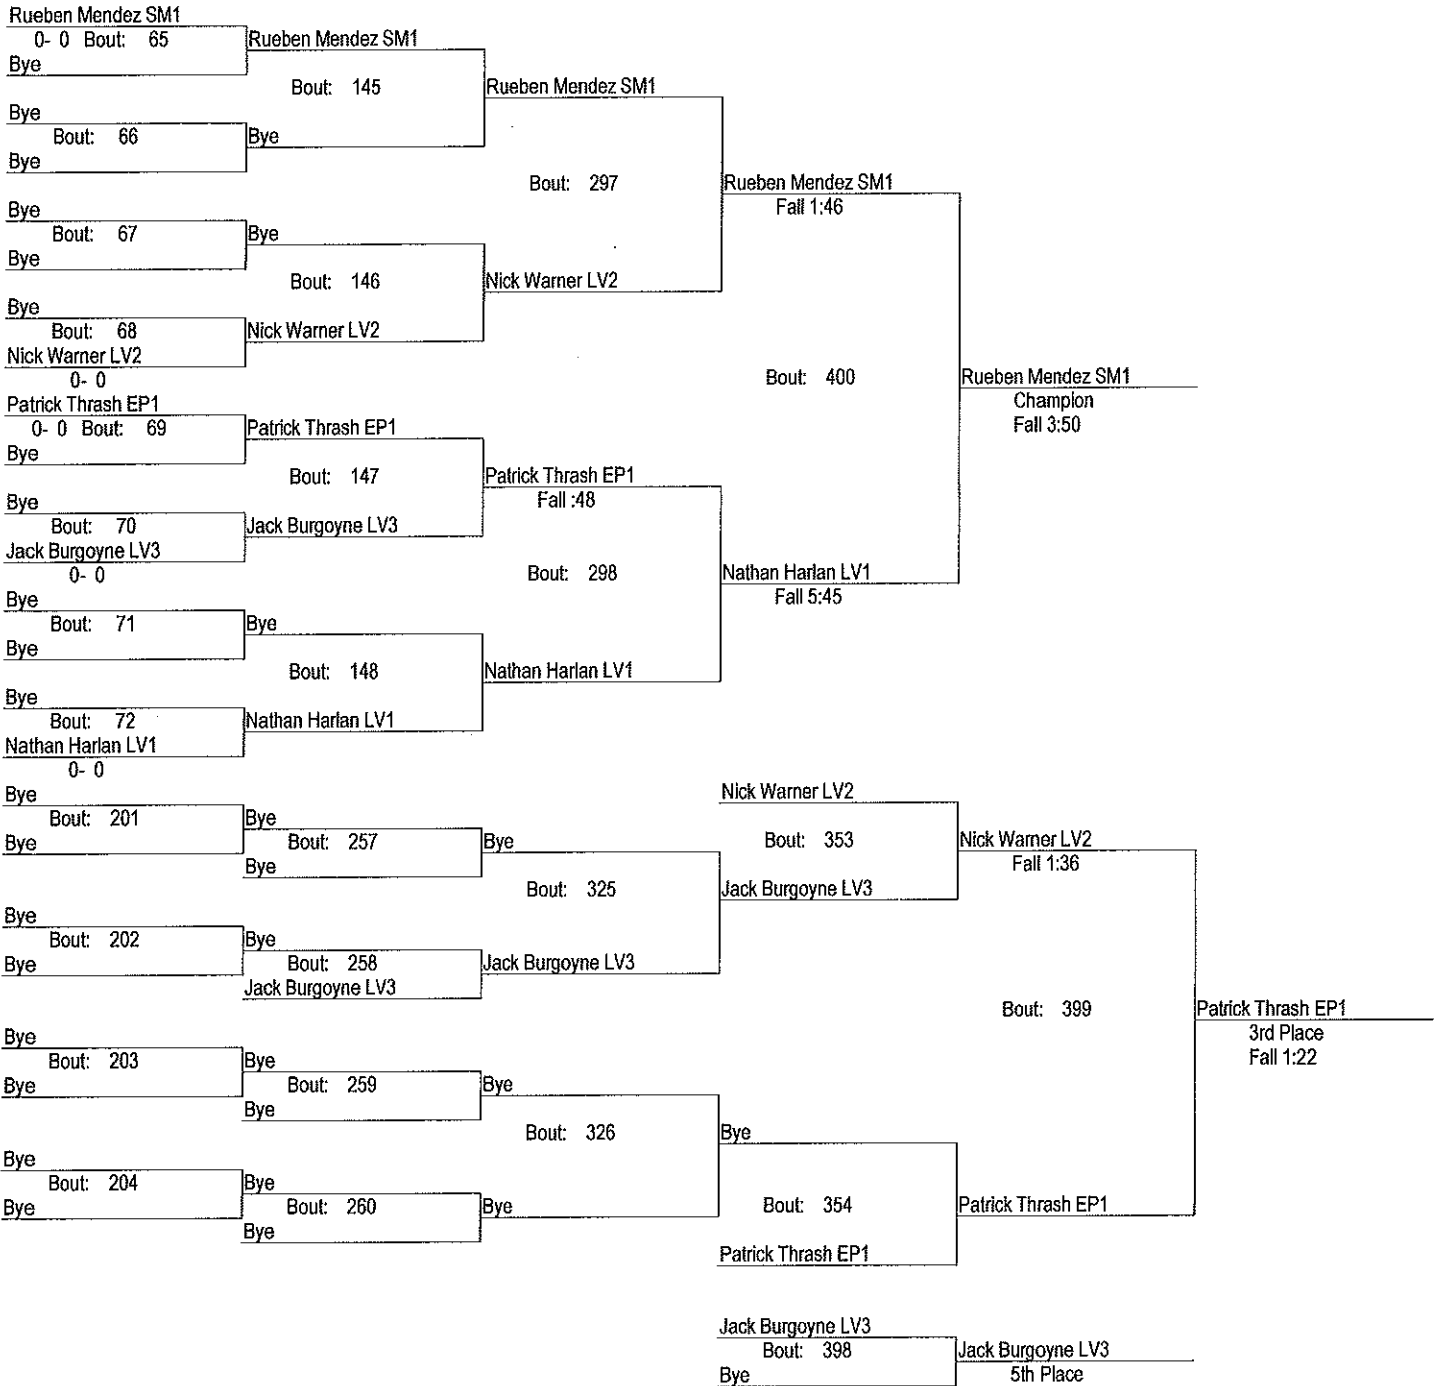 Rueben Mendez SM1
0- 0 Bout: 65
Bye
Rueben Mendez SM1
Bout: 145
Rueben Mendez SM1
Bye
Bout: 66
Bye
Bye
Bout: 297
Rueben Mendez SM1
Fall 1:46
Bye
Bout: 67
Bye
Bye
Bout: 146
Nick Warner LV2
Bye
Bout: 68
Nick Warner LV2
Nick Warner LV2
0- 0
Bout: 400
Rueben Mendez SM1
Champion
Fall 3:50
Patrick Thrash EP1
0- 0 Bout: 69
Bye
Patrick Thrash EP1
Bout: 147
Patrick Thrash EP1
Fall :48
Bye
Bout: 70
Jack Burgoyne LV3
Jack Burgoyne LV3
0- 0
Bout: 298
Nathan Harlan LV1
Fall 5:45
Bye
Bout: 71
Bye
Bye
Bout: 148
Nathan Harlan LV1
Bye
Bout: 72
Nathan Harlan LV1
Nathan Harlan LV1
0- 0
Bye
Bout: 201
Bye
Bye
Bout: 257
Bye
Bye
Nick Warner LV2
Bout: 353
Jack Burgoyne LV3
Nick Warner LV2
Fall 1:36
Bout: 325
Bye
Bout: 202
Bye
Bye
Bout: 258
Jack Burgoyne LV3
Jack Burgoyne LV3
Bout: 399
Patrick Thrash EP1
3rd Place
Fall 1:22
Bye
Bout: 203
Bye
Bye
Bout: 259
Bye
Bye
Bout: 326
Bye
Bye
Bout: 204
Bye
Bye
Bout: 260
Bye
Bye
Bout: 354
Patrick Thrash EP1
Patrick Thrash EP1
Jack Burgoyne LV3
Bout: 398
Bye
Jack Burgoyne LV3
5th Place